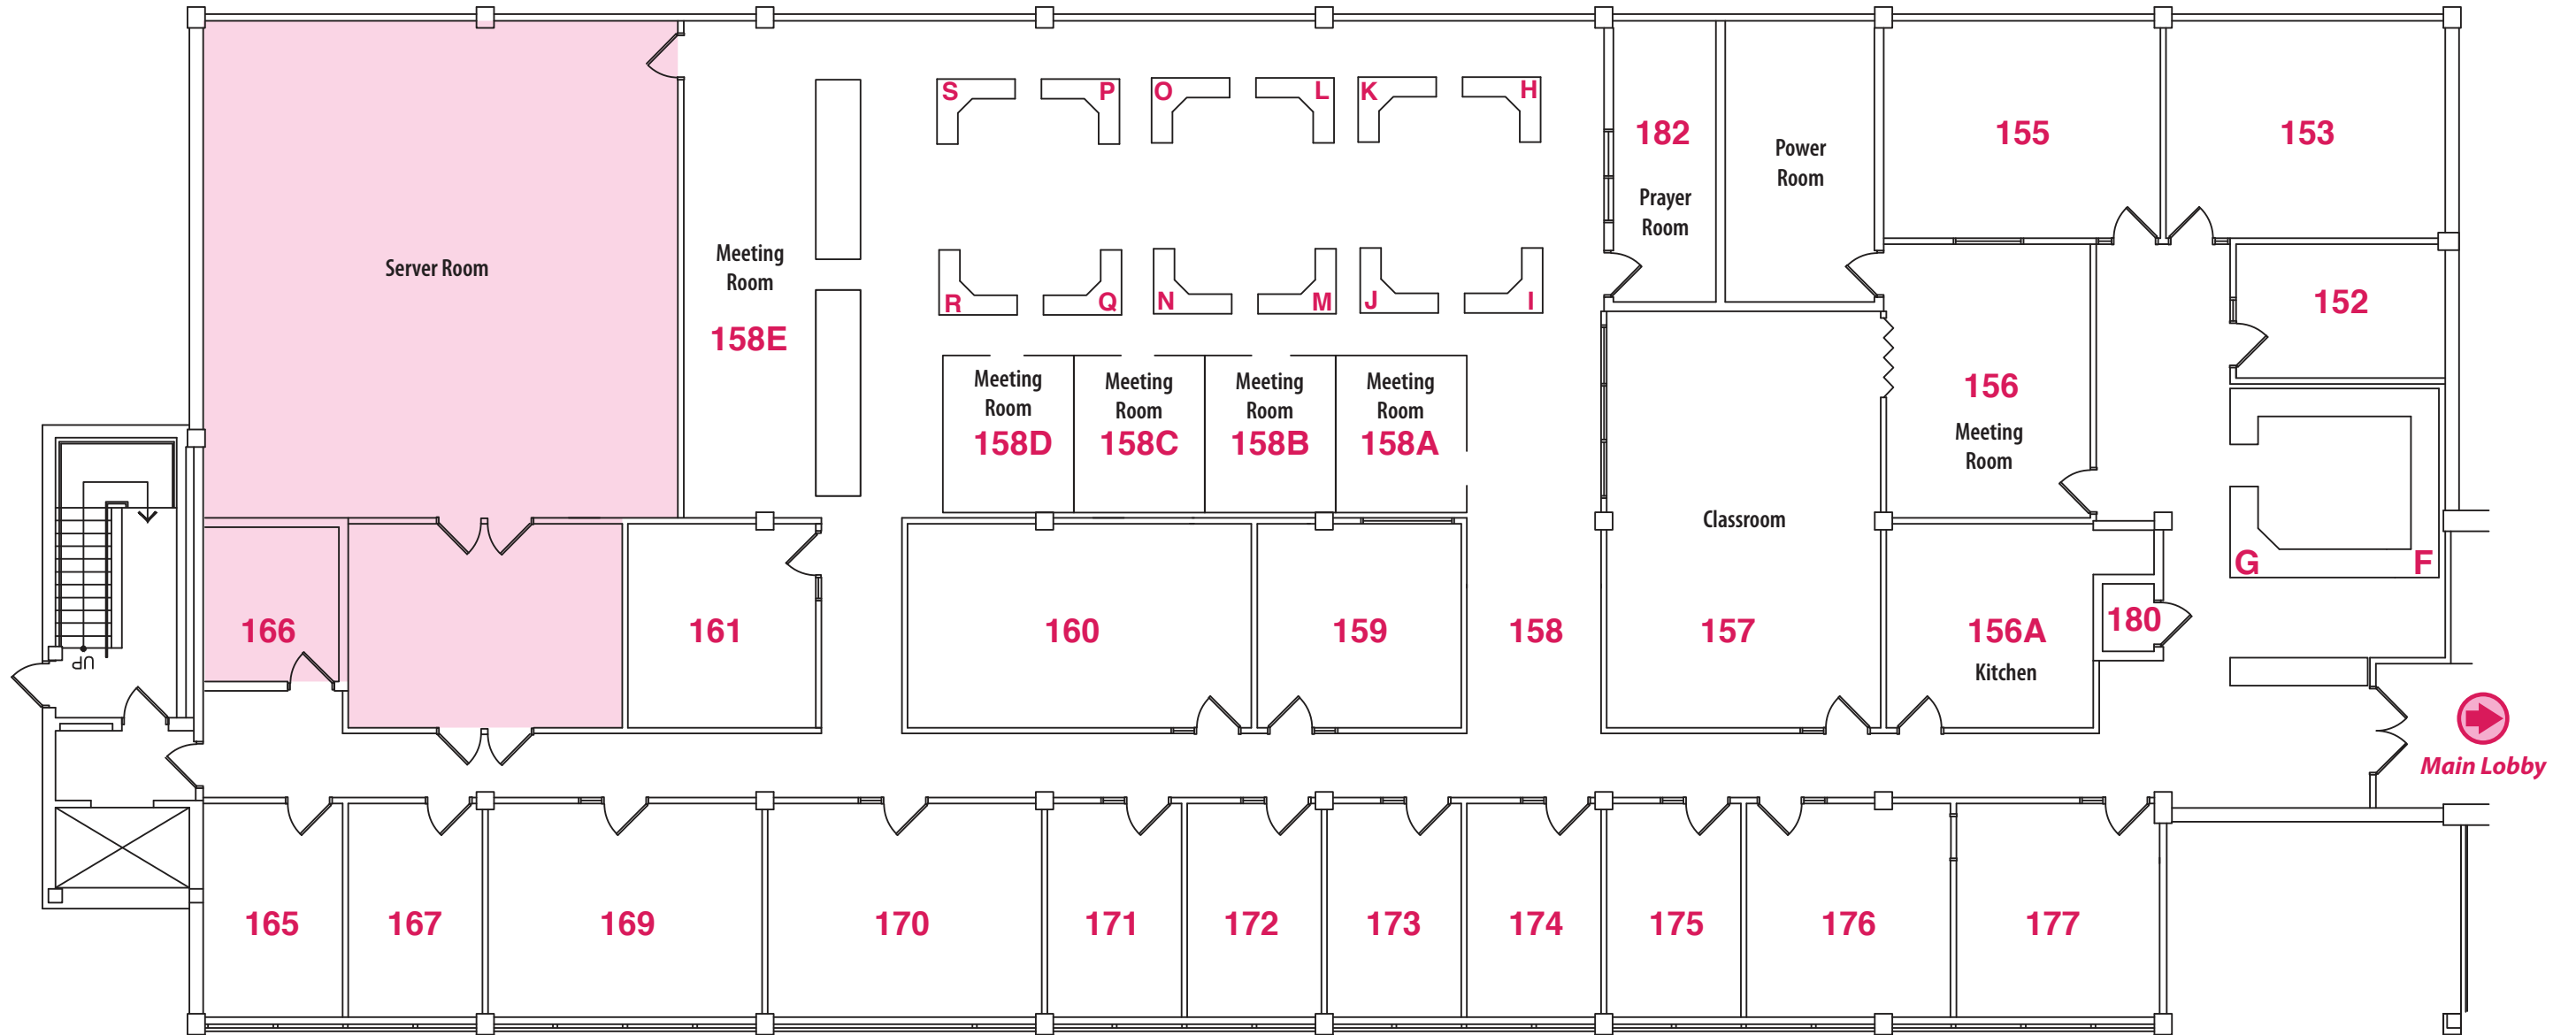 S
P
O
L
K
H
182
Prayer
Room
Power
Room
155
153
Server Room
Meeting
Room
158E
R
Q
N
M
J
I
152
Meeting
Room
158D
Meeting
Room
158C
Meeting
Room
158B
Meeting
Room
158A
156
Meeting
Room
Classroom
G
F
UP
166
161
160
159
158
157
156A
Kitchen
180
Main Lobby
165
167
169
170
171
172
173
174
175
176
177